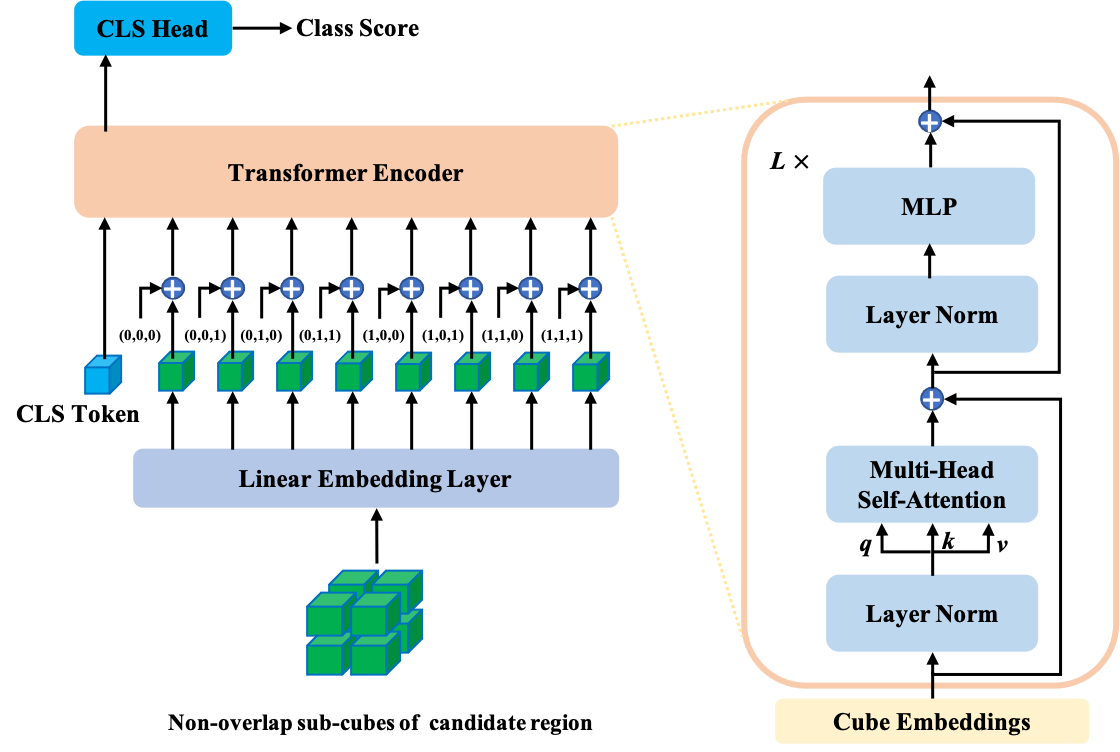 CLS Head
Class Score
Transformer Encoder
(0,0,0) (0,0,1) (0,1,0) (0,1,1) (1,0,0) (1,0,1) (1,1,0) (1,1,1)
CLS Token
Linear Embedding Layer
Non-overlap sub-cubes of candidate region
L ×
MLP
Layer Norm
Multi-Head
Self-Attention
q k v
Layer Norm
Cube Embeddings